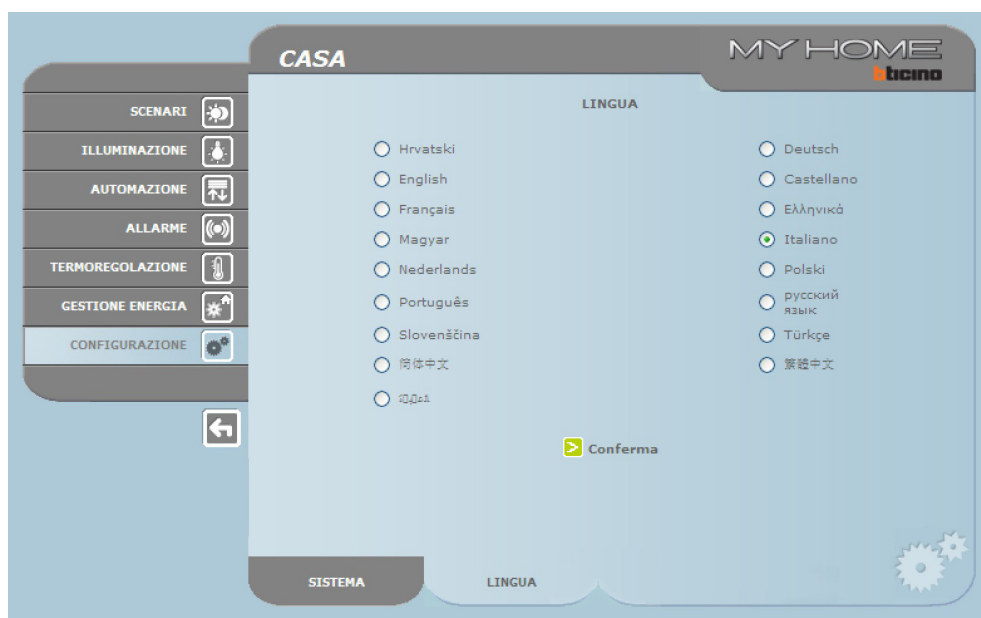 CASA
MY HOME
bticino
SCENARI
ILLUMINAZIONE
AUTOMAZIONE
ALLARME
TERMOREGOLAZIONE
GESTIONE ENERGIA
CONFIGURAZIONE
LINGUA
Hrvatski
Deutsch
English
Castellano
Français
Ελληνικά
Magyar
Italiano
Nederlands
Polski
Português
русский
язык
Slovenščina
Türkçe
简体中文
繁體中文
Conferma
SISTEMA
LINGUA